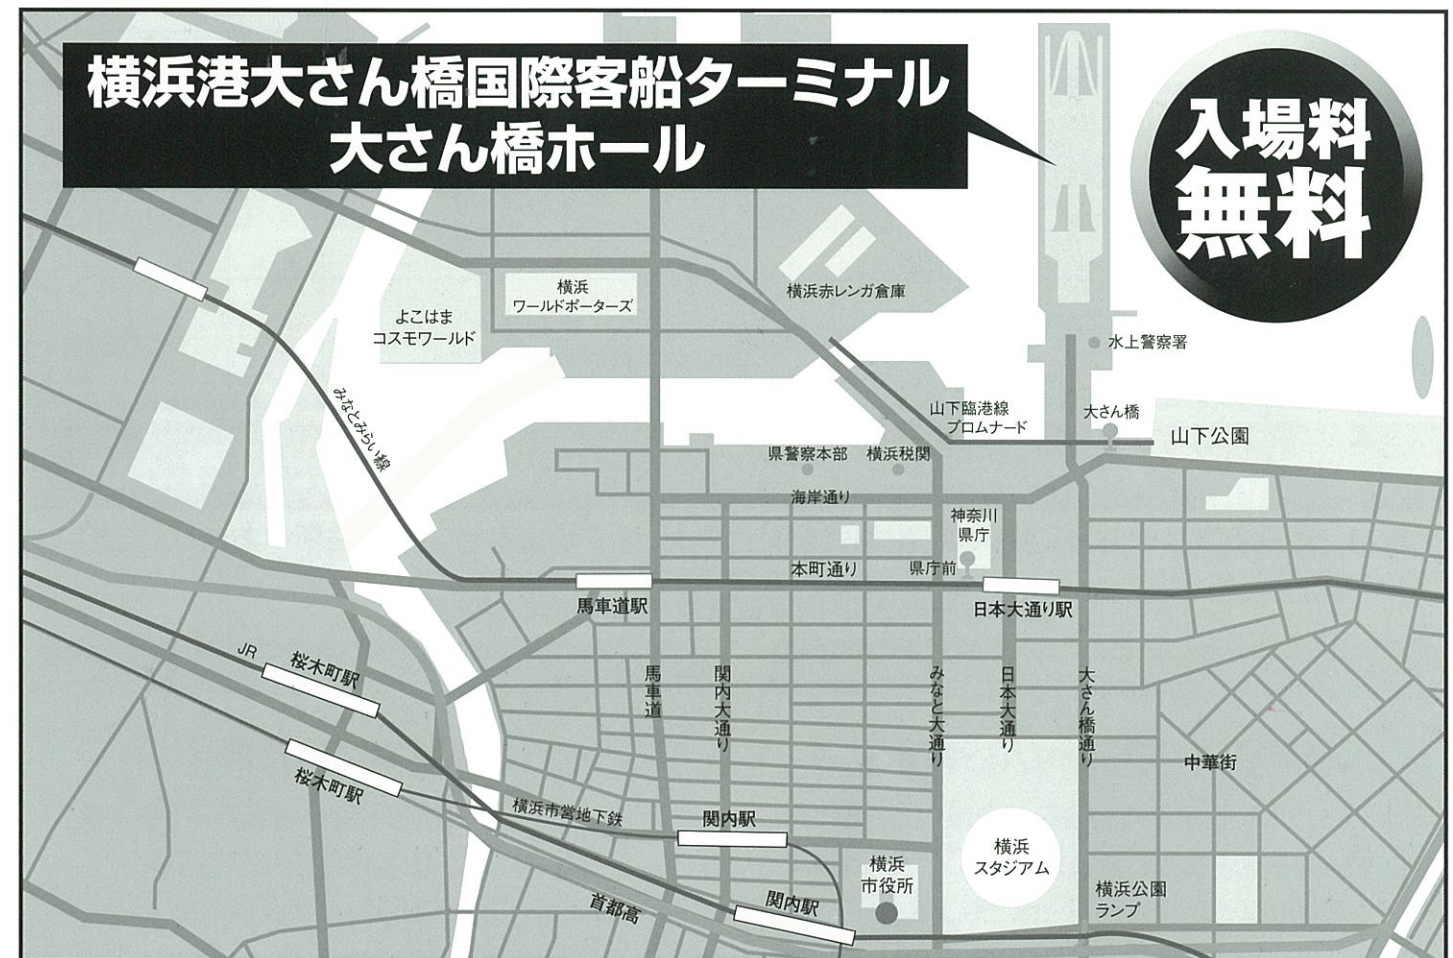 横浜港大さん橋国際客船ターミナル
大さん橋ホール
入場料
無料
横浜
ワールドポーターズ
横浜赤レンガ倉庫
よこはま
コスモワールド
水上警察署
みなとみらい線
山下臨港線
プロムナード
大さん橋
山下公園
県警察本部
横浜税関
海岸通り
神奈川
県庁
本町通り
県庁前
馬車道駅
日本大通り駅
JR
桜木町駅
馬車道
関内大通り
みなと大通り
日本大通り
大さん橋通り
桜木町駅
中華街
横浜市営地下鉄
関内駅
横浜
スタジアム
横浜
市役所
関内駅
首都高
横浜公園
ランプ